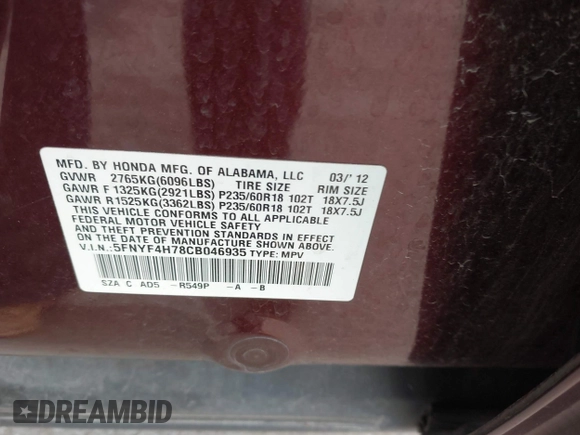 MFD. BY HONDA MFG. OF ALABAMA, LLC 03/'12
GVWR 2765KG(6096LBS) TIRE SIZE RIM SIZE
GAWR F 1325KG(2921LBS) P235/60R18 102T 18X7.5J
GAWR R1525KG(3362LBS) P235/60R18 102T 18X7.5J
THIS VEHICLE CONFORMS TO ALL APPLICABLE
FEDERAL MOTOR VEHICLE SAFETY
STANDARDS IN EFFECT
ON THE DATE OF MANUFACTURE SHOWN ABOVE.
V.I.N.:5FNYF4H78CB046935 TYPE: MPV
SZA C AD5 -R549P -A -B
DREAMBID